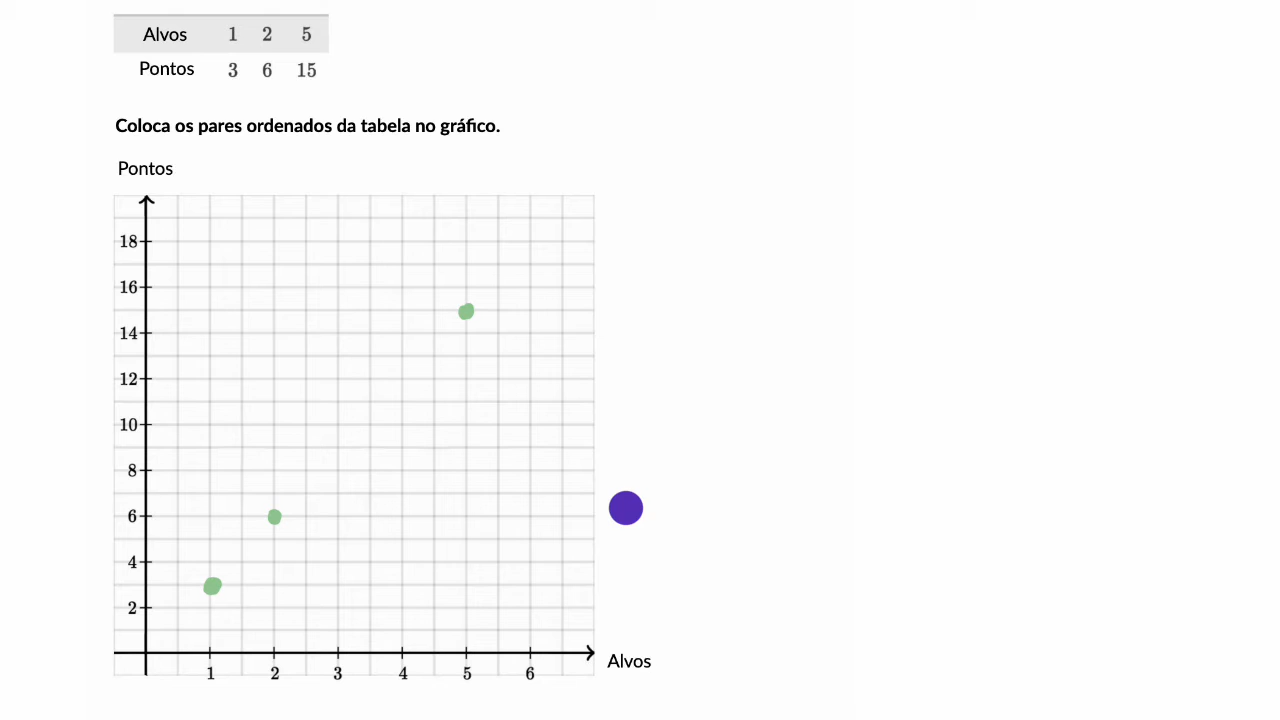 Alvos 1 2 5
Pontos 3 6 15
Coloca os pares ordenados da tabela no gráfico.
Pontos
18
16
14
12
10
8
6
4
2
1 2 3 4 5 6
Alvos